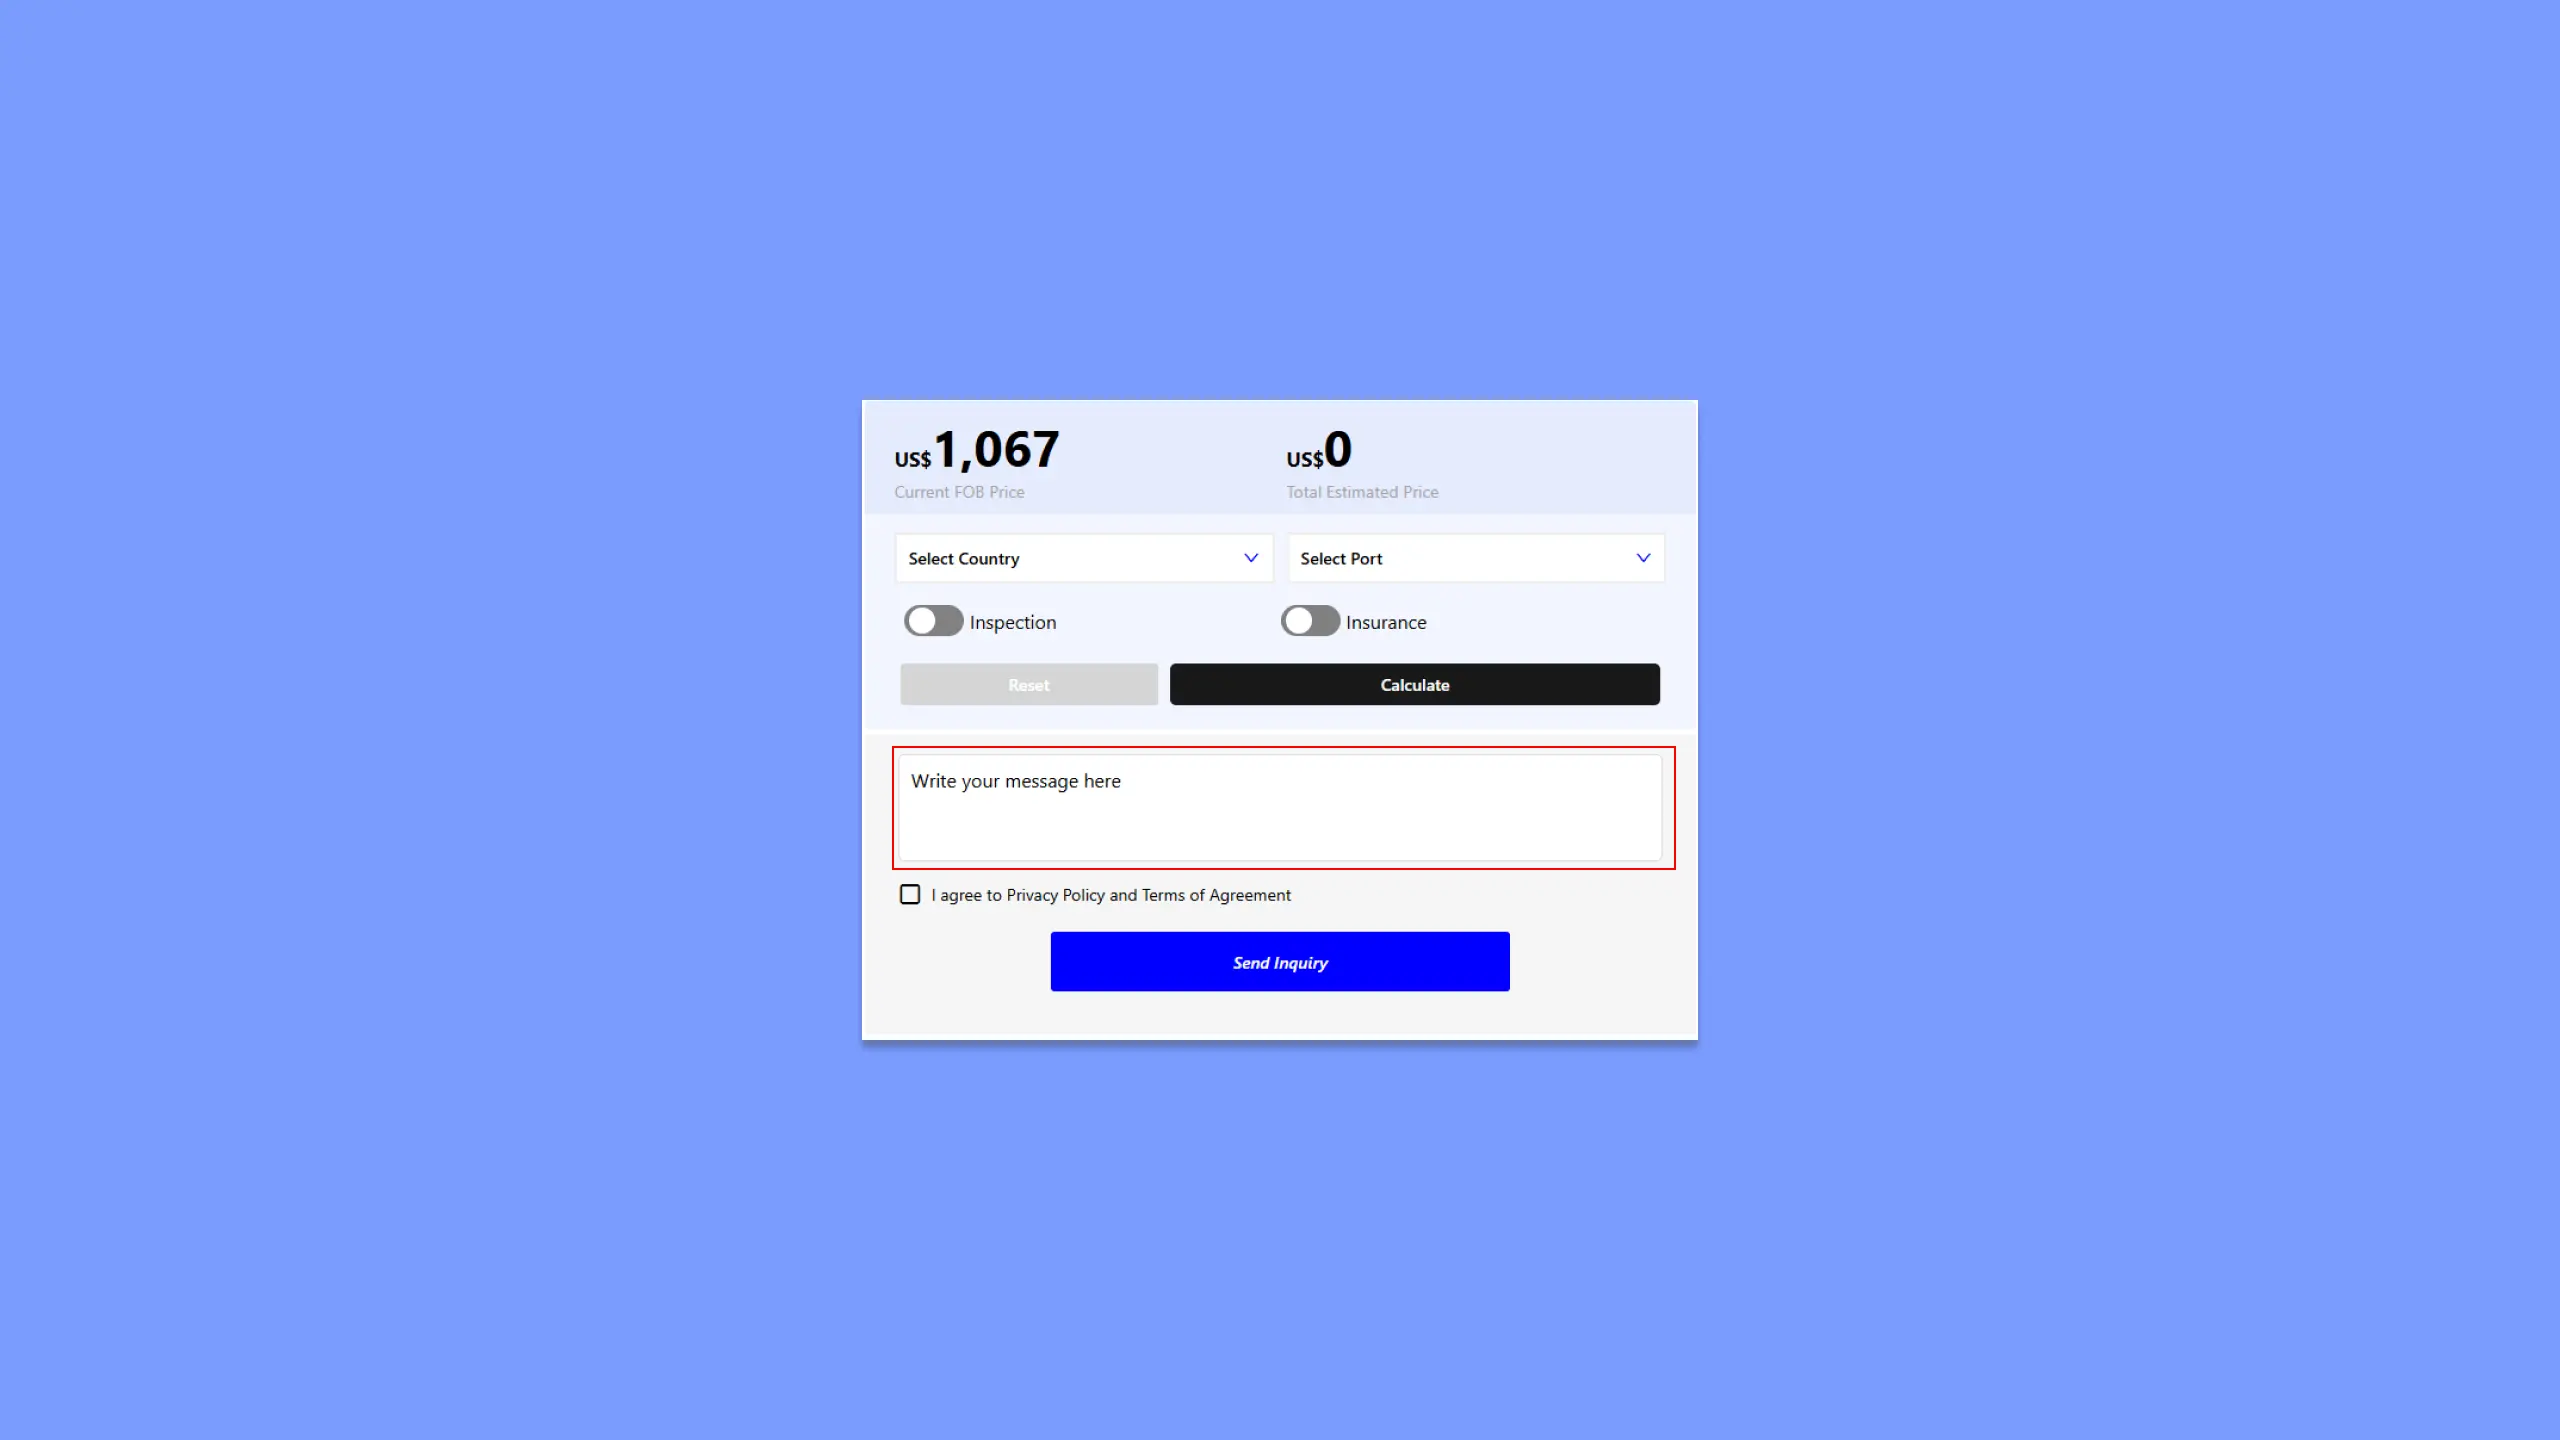 US$1,067
Current FOB Price
US$0
Total Estimated Price
Select Country
Select Port
Inspection
Insurance
Reset
Calculate
Write your message here
I agree to Privacy Policy and Terms of Agreement
Send Inquiry